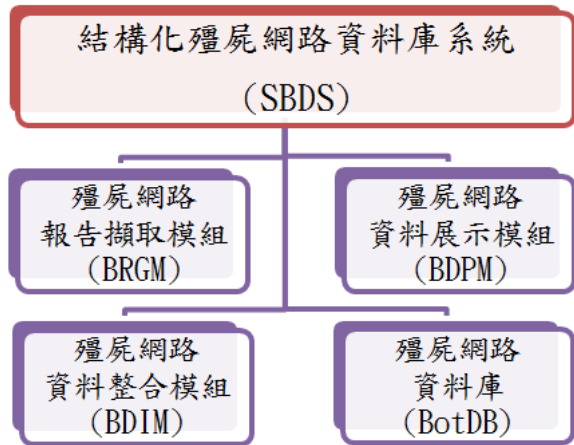 結構化殭屍網路資料庫系統
(SBDS)
殭屍網路
報告擷取模組
(BRGM)
殭屍網路
資料展示模組
(BDPM)
殭屍網路
資料整合模組
(BDIM)
殭屍網路
資料庫
(BotDB)